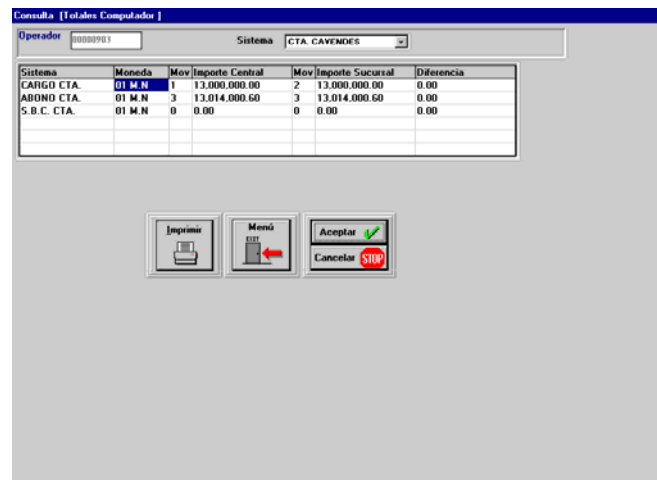 Consulta [Totales Computador ]
Operador 00000903 Sistema CTA. CAVENDES
Sistema Moneda Mov Importe Central Mov Importe Sucursal Diferencia
CARGO CTA. 01 M.N 1 13,000,000.00 2 13,000,000.00 0.00
ABONO CTA. 01 M.N 3 13,014,000.60 3 13,014,000.60 0.00
S.B.C. CTA. 01 M.N 0 0.00 0 0.00 0.00
Imprimir Menú Aceptar
EXIT
Cancelar STOP